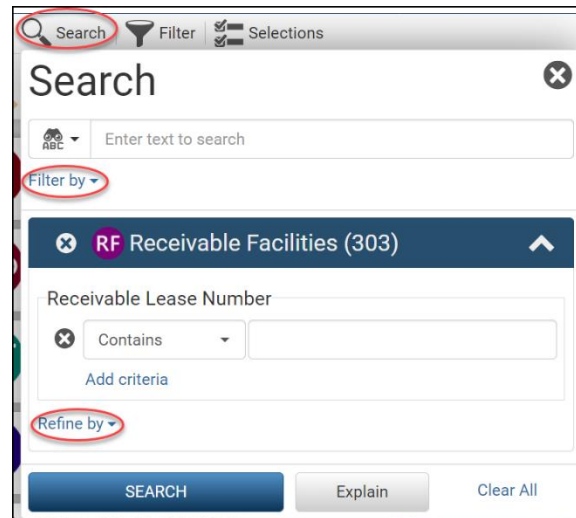 Search Filter Selections
Search
ABC Enter text to search
Filter by
RF Receivable Facilities (303)
Receivable Lease Number
Contains
Add criteria
Refine by
SEARCH Explain Clear All